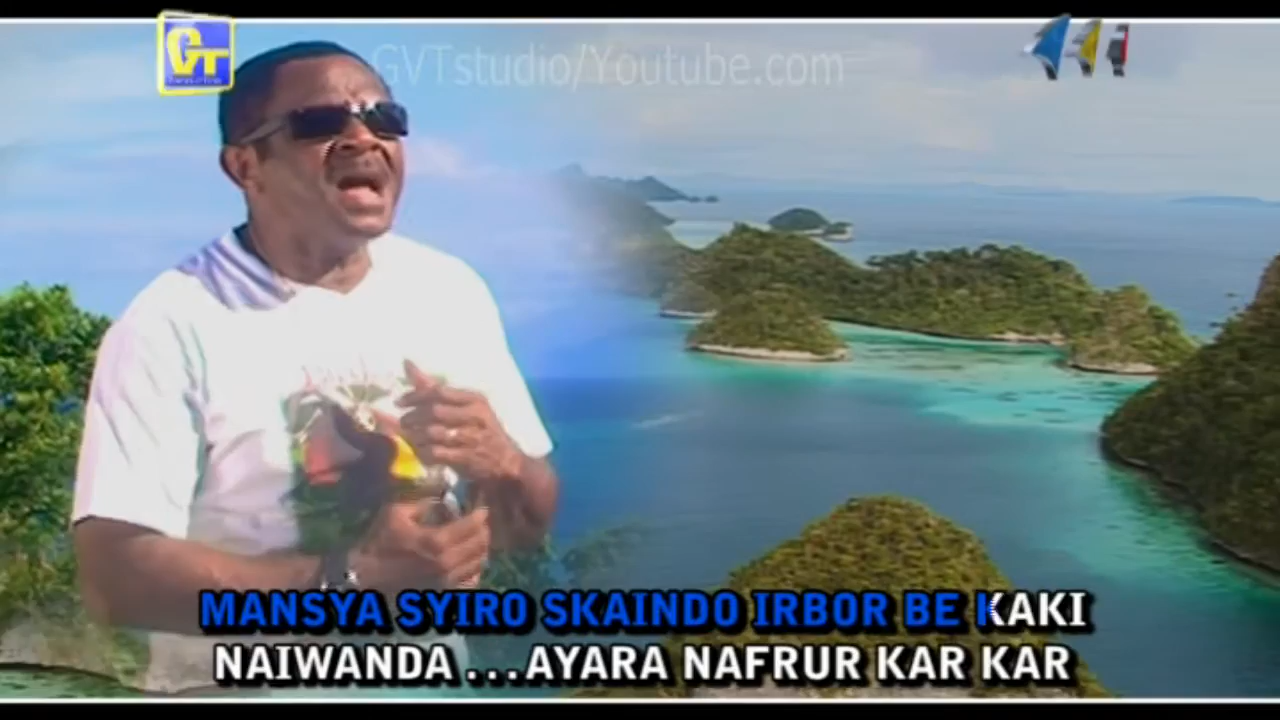 GT
GVTstudio/Youtube.com
MANSYA SYIRO SKAINDO IRBOR BE KAKI
NAIWANDA ...AYARA NAFRUR KAR KAR